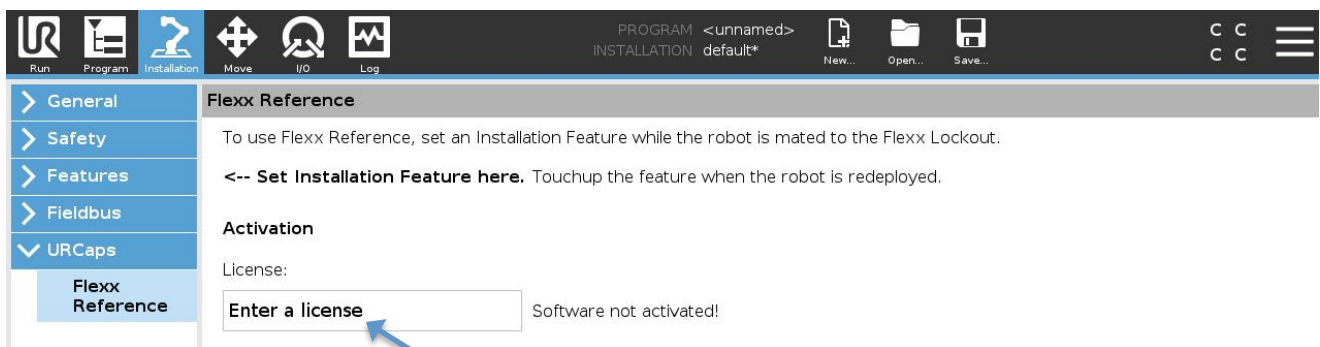 PROGRAM <unnamed>
INSTALLATION default*
C C
C C
Run Program Installation Move I/O Log New... Open... Save...
General
Safety
Features
Fieldbus
URCaps
Flexx
Reference
Flexx Reference
To use Flexx Reference, set an Installation Feature while the robot is mated to the Flexx Lockout.
<-- Set Installation Feature here. Touchup the feature when the robot is redeployed.
Activation
License:
Enter a license Software not activated!